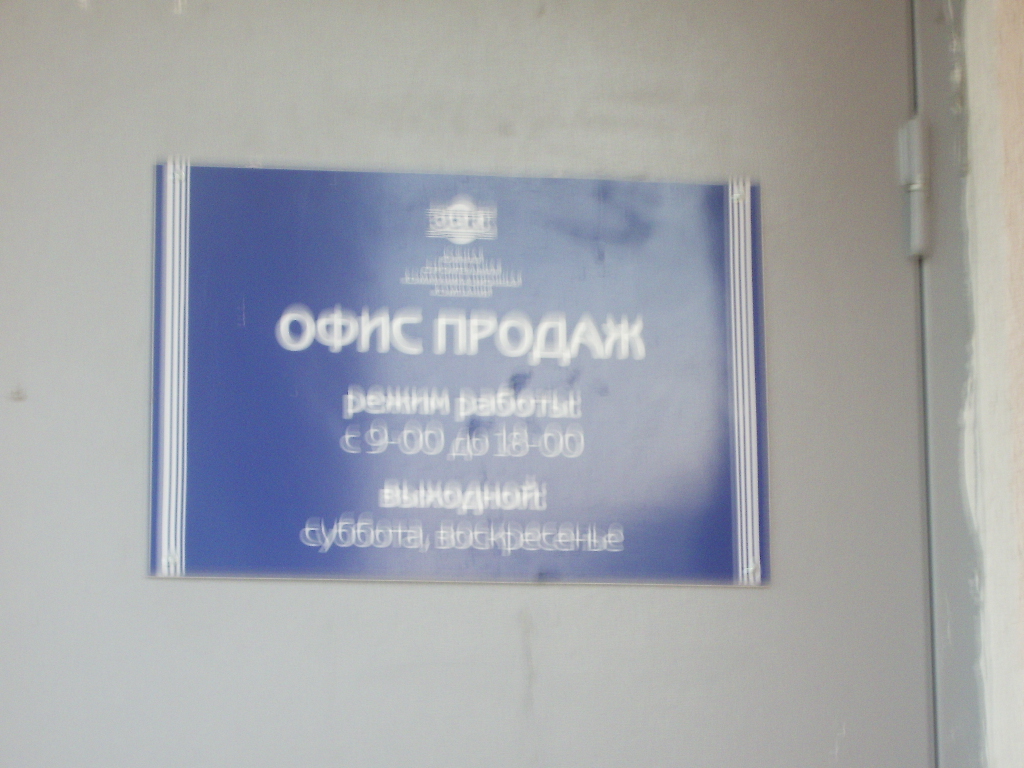 ОФИС ПРОДАЖ
режим работы:
с 9-00 до 18-00
выходной:
суббота, воскресенье